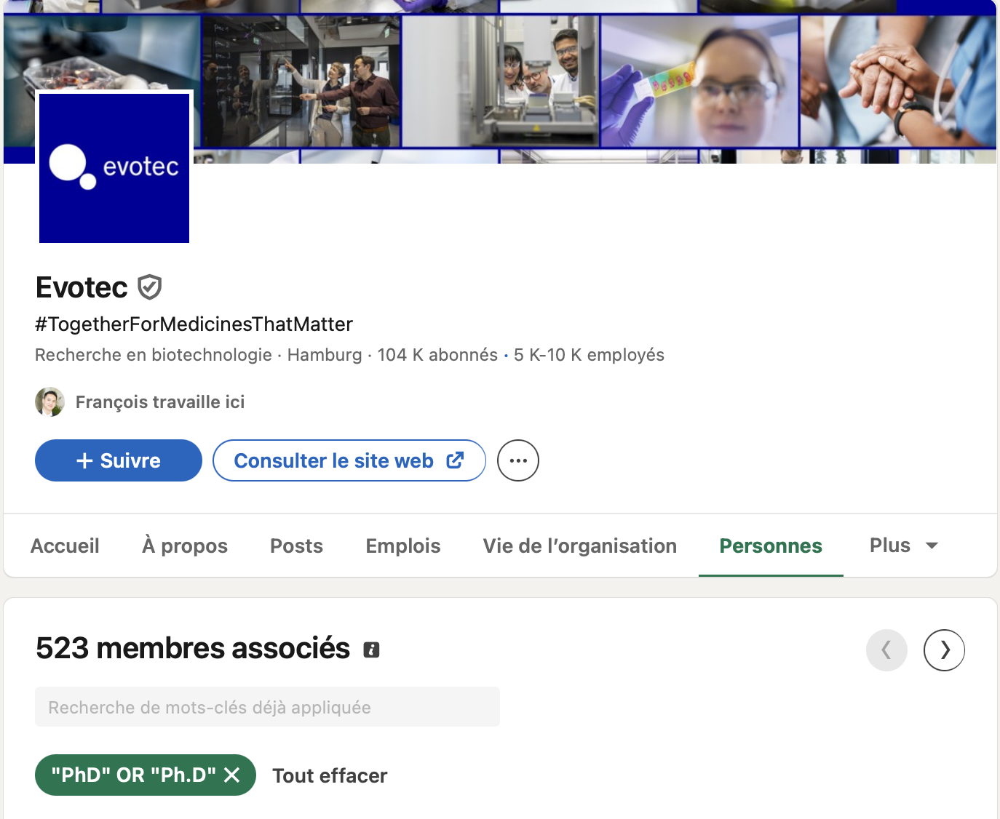 evotec
Evotec
#TogetherForMedicinesThatMatter
Recherche en biotechnologie · Hamburg · 104 K abonnés · 5 K-10 K employés
François travaille ici
+ Suivre
Consulter le site web
Accueil
À propos
Posts
Emplois
Vie de l’organisation
Personnes
Plus
523 membres associés
Recherche de mots-clés déjà appliquée
"PhD" OR "Ph.D"
Tout effacer